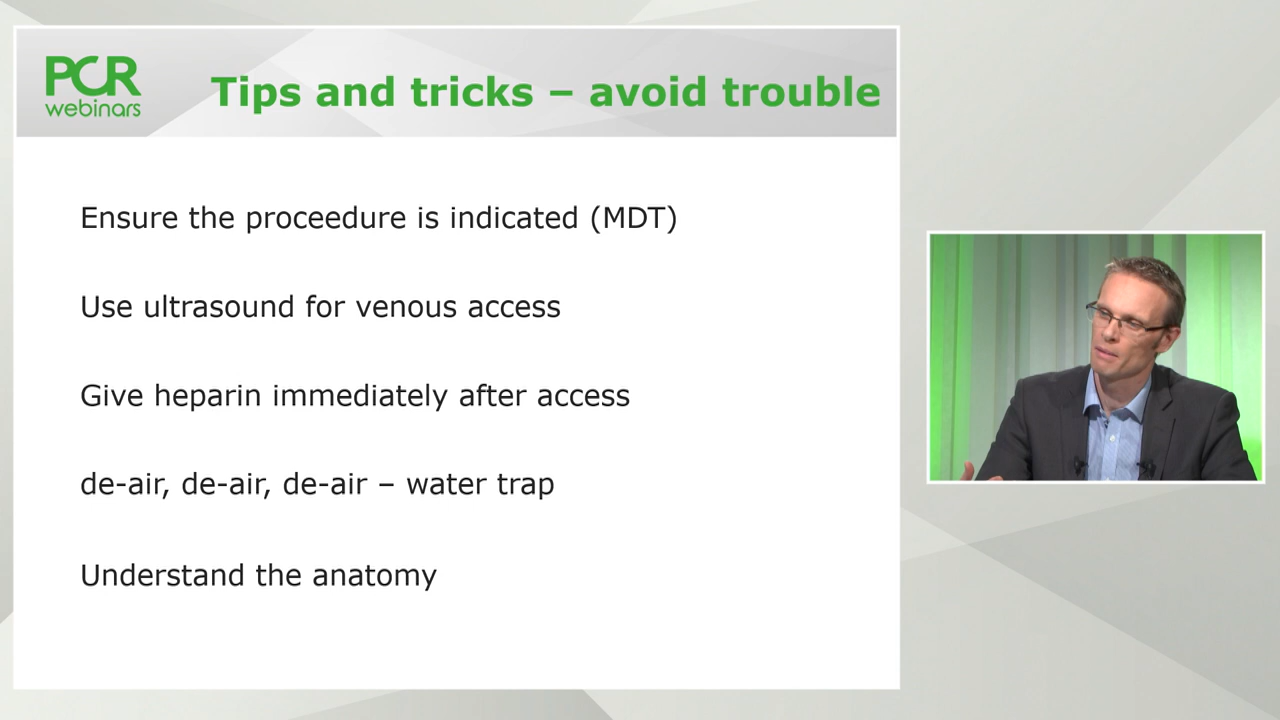 PCR
webinars
Tips and tricks – avoid trouble
Ensure the proceedure is indicated (MDT)
Use ultrasound for venous access
Give heparin immediately after access
de-air, de-air, de-air – water trap
Understand the anatomy